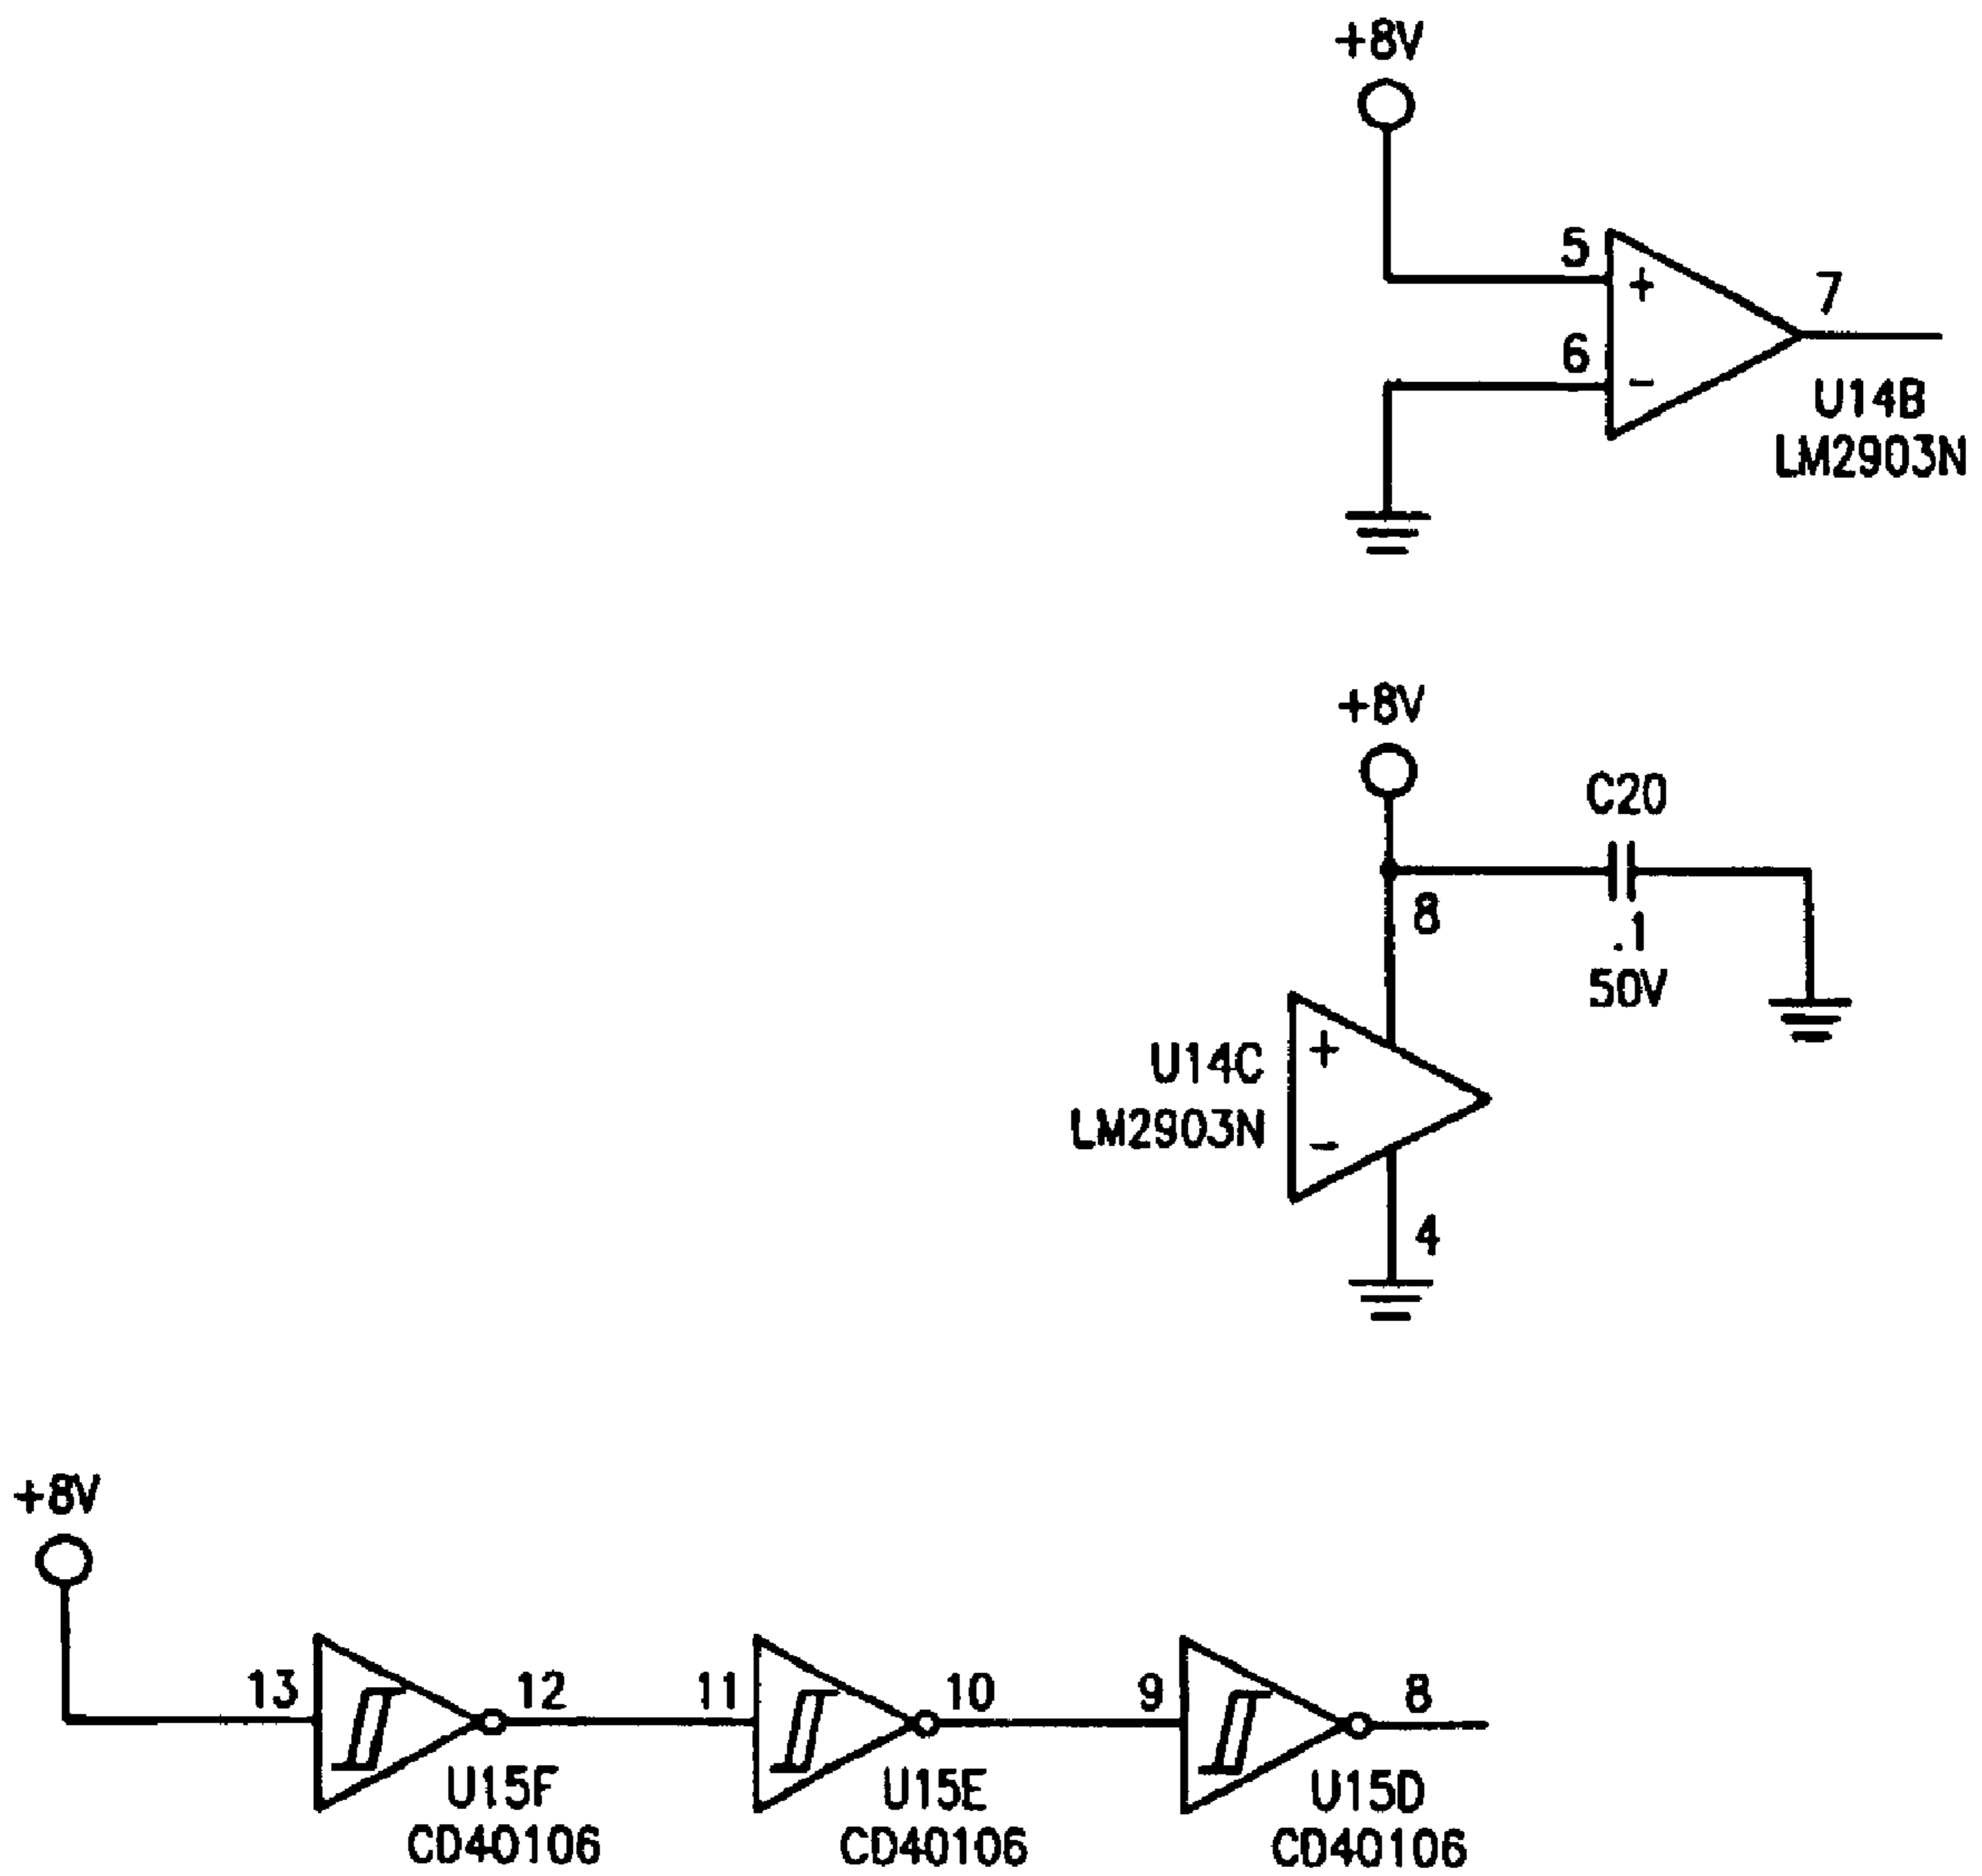 +8V
5
+
7
6
-
U14B
LM2903N
+8V
C20
8
.1
50V
U14C
LM2903N
+
-
4
+8V
13
12
11
10
9
8
U15F
CD40106
U15E
CD40106
U15D
CD40106